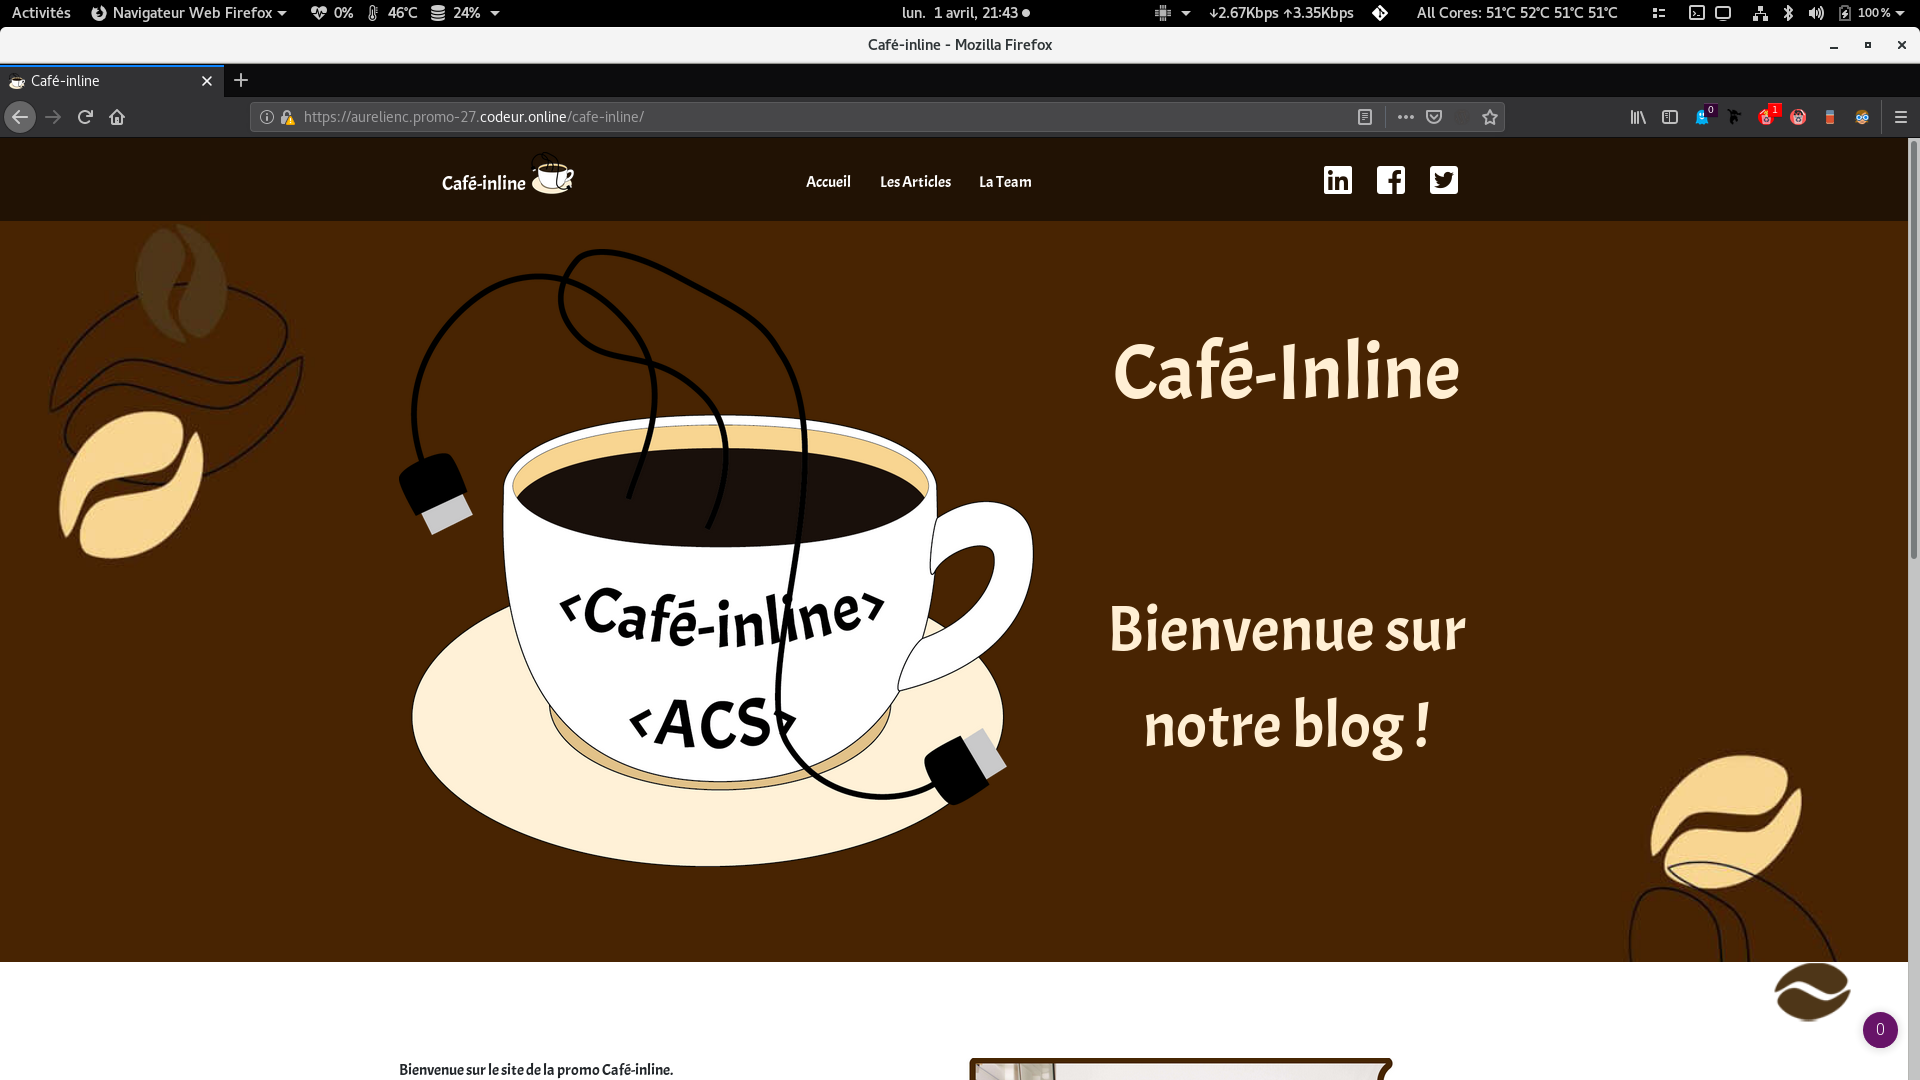 Activités
Navigateur Web Firefox
0%
46°C
24%
lun. 1 avril, 21:43
↓2.67Kbps ↑3.35Kbps
All Cores: 51°C 52°C 51°C 51°C
100 %
Café-inline - Mozilla Firefox
Café-inline
https://aurelienc.promo-27.codeur.online/cafe-inline/
0
1
Café-inline
Accueil
Les Articles
La Team
Café-Inline
<Café-inline>
<ACS>
Bienvenue sur
notre blog !
0
Bienvenue sur le site de la promo Café-inline.